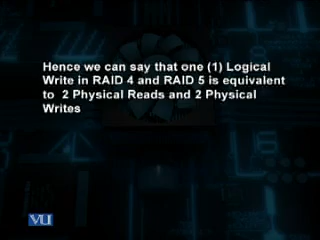 Hence we can say that one (1) Logical
Write in RAID 4 and RAID 5 is equivalent
to  2 Physical Reads and 2 Physical
Writes
VU